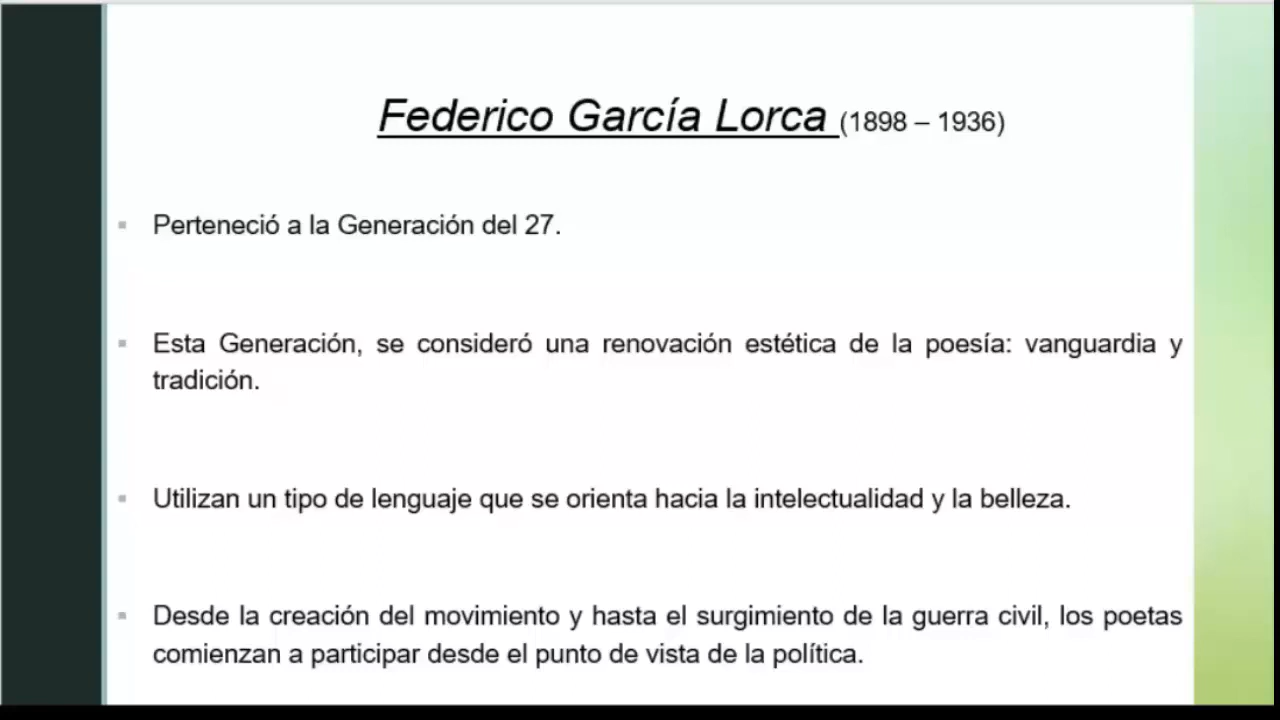 Federico García Lorca (1898 – 1936)
Perteneció a la Generación del 27.
Esta Generación, se consideró una renovación estética de la poesía: vanguardia y
tradición.
Utilizan un tipo de lenguaje que se orienta hacia la intelectualidad y la belleza.
Desde la creación del movimiento y hasta el surgimiento de la guerra civil, los poetas
comienzan a participar desde el punto de vista de la política.